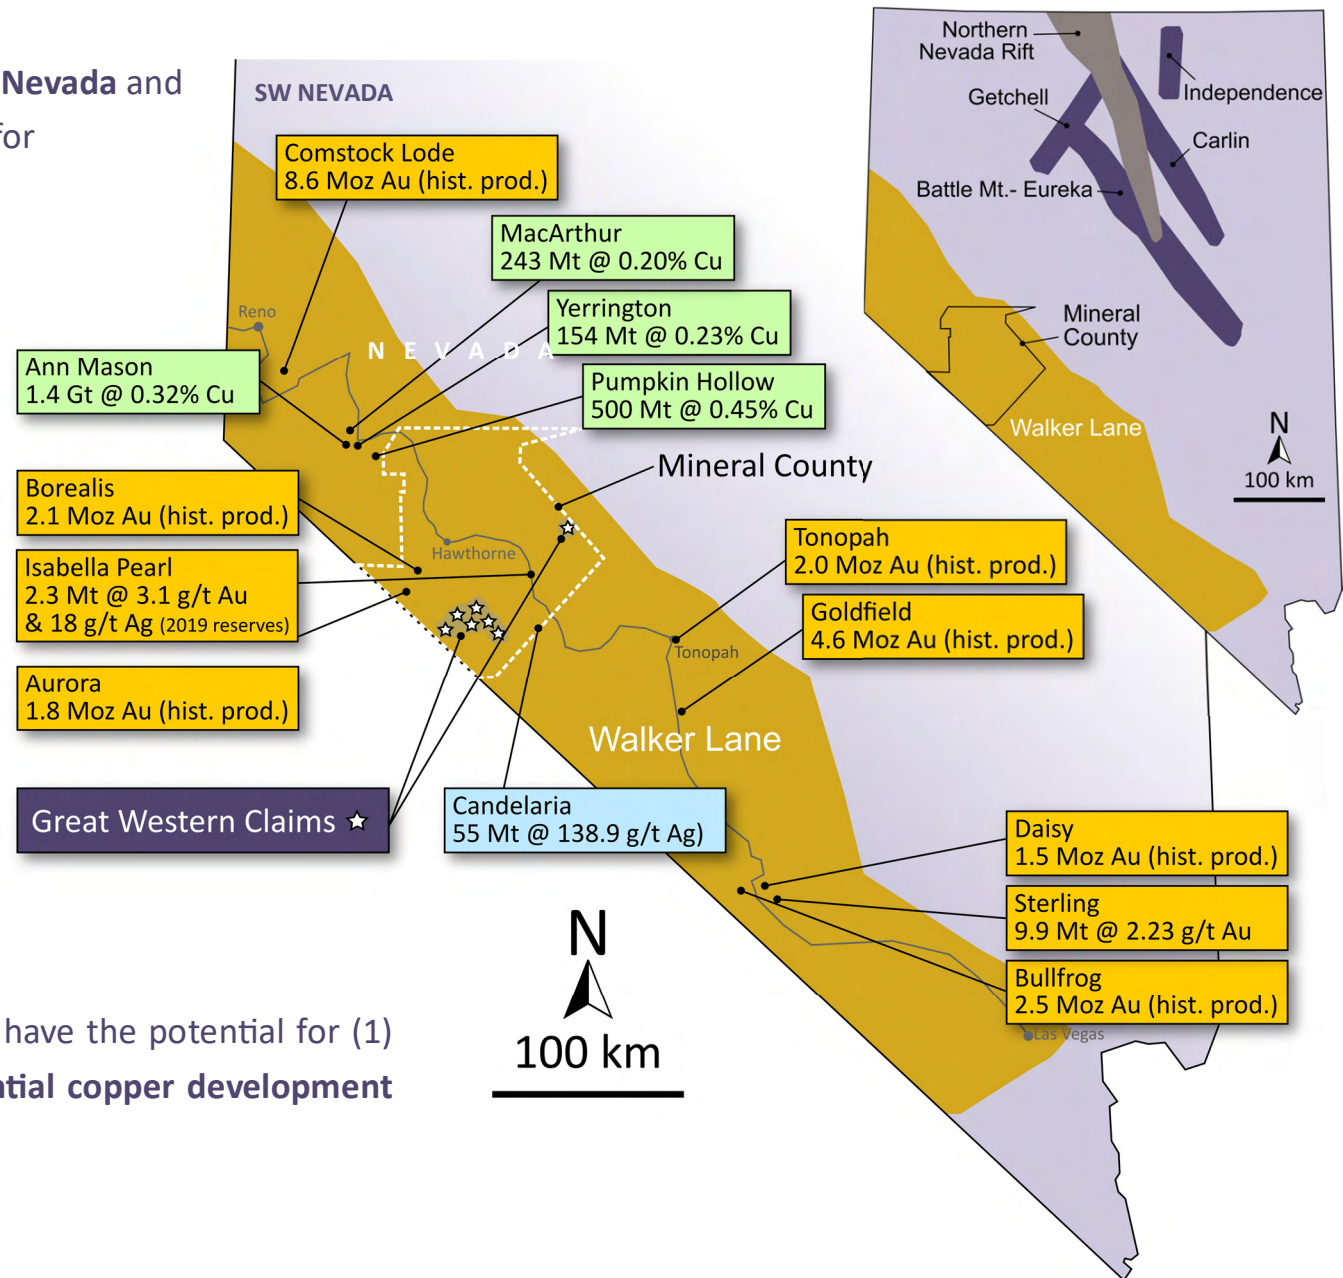 Nevada and
for
SW NEVADA
Comstock Lode
8.6 Moz Au (hist. prod.)
MacArthur
243 Mt @ 0.20% Cu
Yerrington
154 Mt @ 0.23% Cu
Pumpkin Hollow
500 Mt @ 0.45% Cu
Reno
NEVADA
Ann Mason
1.4 Gt @ 0.32% Cu
Mineral County
Borealis
2.1 Moz Au (hist. prod.)
Hawthorne
Isabella Pearl
2.3 Mt @ 3.1 g/t Au
& 18 g/t Ag (2019 reserves)
Aurora
1.8 Moz Au (hist. prod.)
Tonopah
2.0 Moz Au (hist. prod.)
Goldfield
4.6 Moz Au (hist. prod.)
Tonopah
Walker Lane
Great Western Claims
Candelaria
55 Mt @ 138.9 g/t Ag)
Daisy
1.5 Moz Au (hist. prod.)
Sterling
9.9 Mt @ 2.23 g/t Au
Bullfrog
2.5 Moz Au (hist. prod.)
Las Vegas
N
100 km
have the potential for (1)
ntial copper development
Northern
Nevada Rift
Independence
Getchell
Carlin
Battle Mt.- Eureka
Mineral
County
Walker Lane
N
100 km